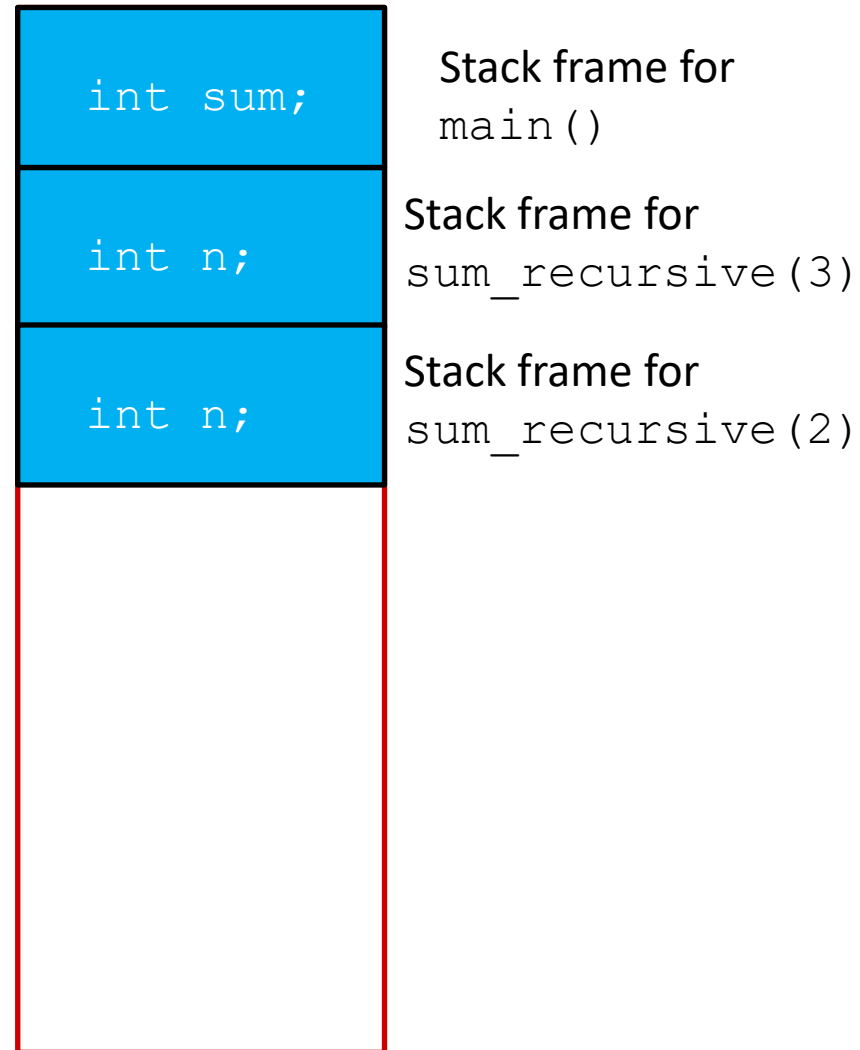 int sum;
Stack frame for
main()
int n;
Stack frame for
sum_recursive(3)
int n;
Stack frame for
sum_recursive(2)